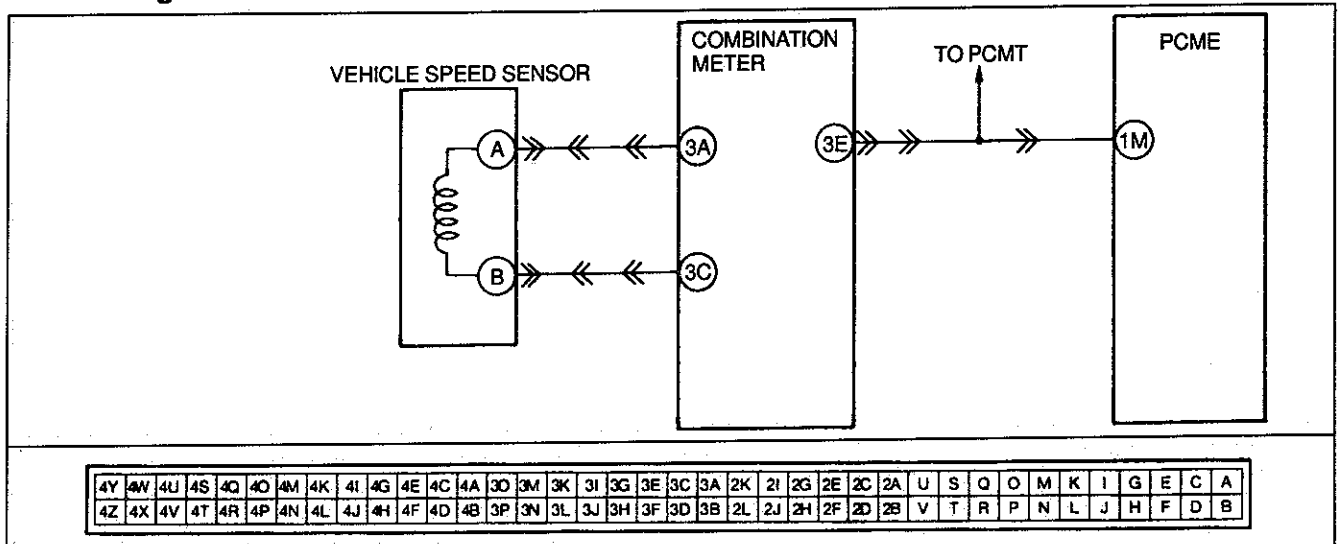 COMBINATION
METER
PCME
VEHICLE SPEED SENSOR
TO PCMT
A
3A
3E
1M
B
3C
4Y 4W 4U 4S 4Q 4O 4M 4K 4I 4G 4E 4C 4A 3O 3M 3K 3I 3G 3E 3C 3A 2K 2I 2G 2E 2C 2A U S Q O M K I G E C A
4Z 4X 4V 4T 4R 4P 4N 4L 4J 4H 4F 4D 4B 3P 3N 3L 3J 3H 3F 3D 3B 2L 2J 2H 2F 2D 2B V T R P N L J H F D B